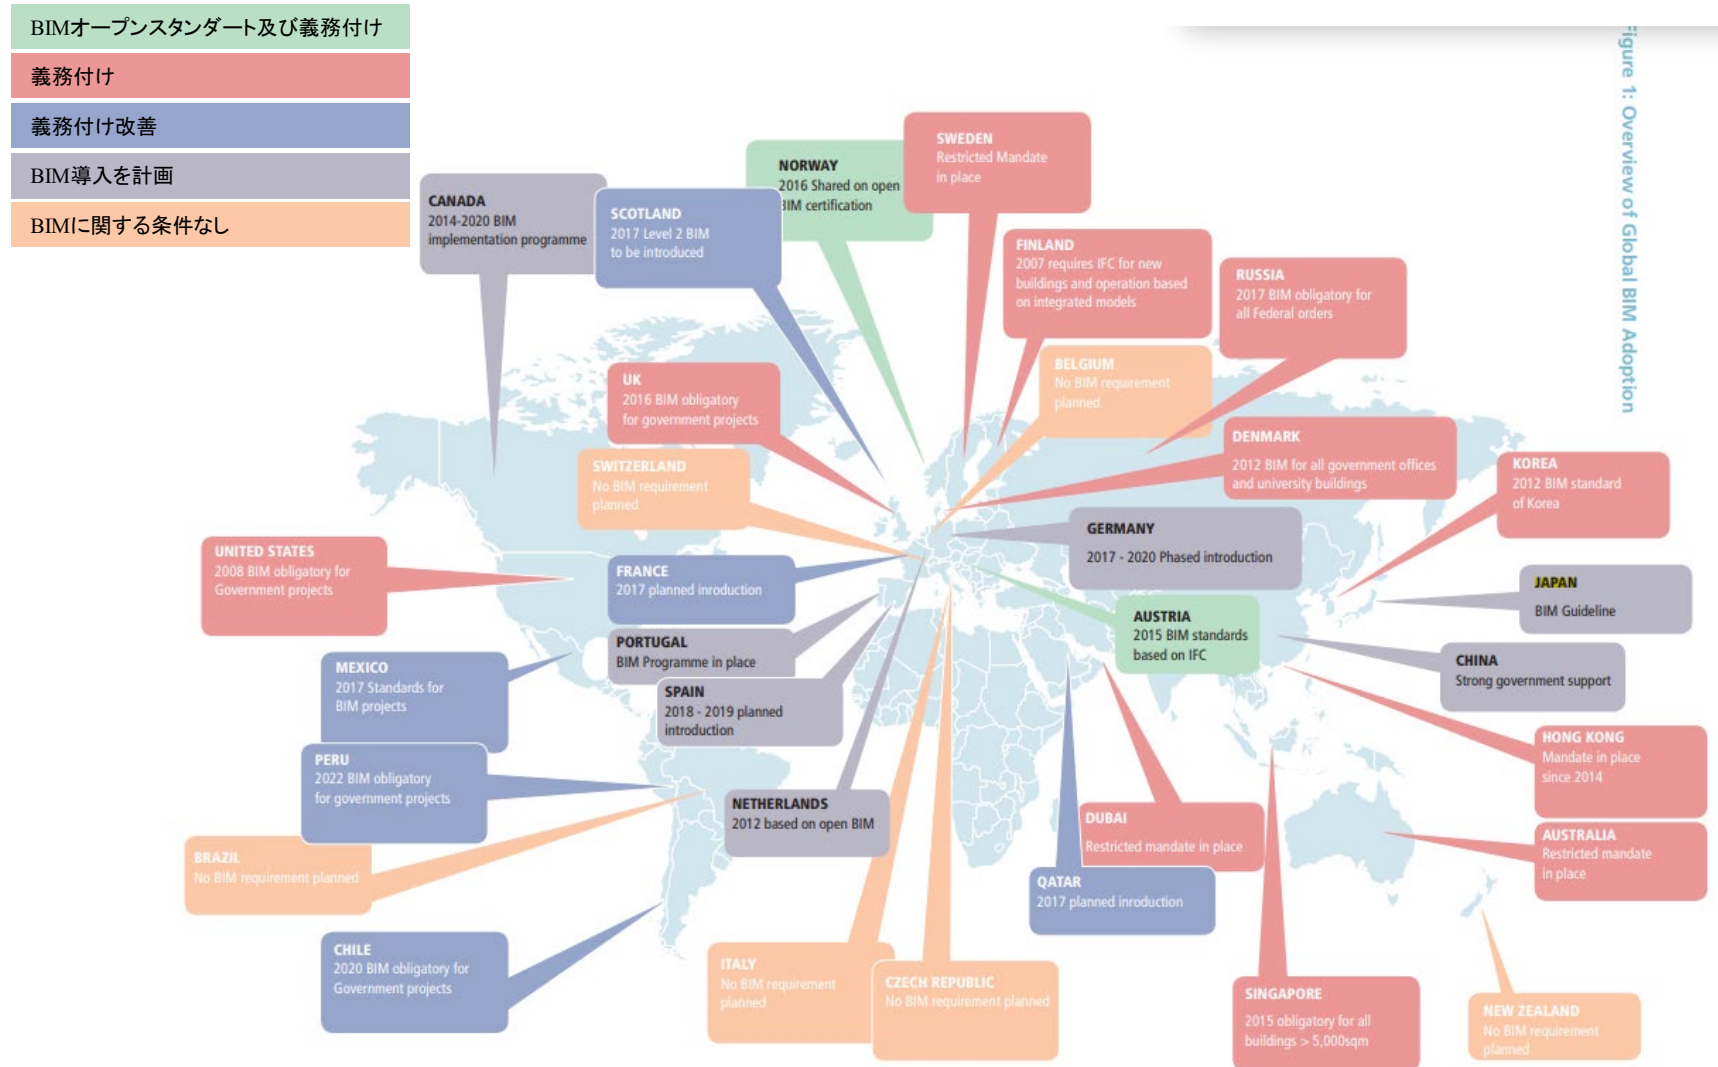 BIMオープンスタンダート及び義務付け
義務付け
義務付け改善
BIM導入を計画
BIMに関する条件なし
Figure 1: Overview of Global BIM Adoption
CANADA
2014-2020 BIM
implementation programme
SCOTLAND
2017 Level 2 BIM
to be introduced
NORWAY
2016 Shared on open
BIM certification
SWEDEN
Restricted Mandate
in place
FINLAND
2007 requires IFC for new
buildings and operation based
on integrated models
RUSSIA
2017 BIM obligatory for
all Federal orders
BELGIUM
No BIM requirement
planned
UK
2016 BIM obligatory
for government projects
DENMARK
2012 BIM for all government offices
and university buildings
SWITZERLAND
No BIM requirement
planned
KOREA
2012 BIM standard
of Korea
GERMANY
2017 - 2020 Phased introduction
UNITED STATES
2008 BIM obligatory for
Government projects
FRANCE
2017 planned inroduction
JAPAN
BIM Guideline
AUSTRIA
2015 BIM standards
based on IFC
PORTUGAL
BIM Programme in place
CHINA
Strong government support
MEXICO
2017 Standards for
BIM projects
SPAIN
2018 - 2019 planned
introduction
HONG KONG
Mandate in place
since 2014
PERU
2022 BIM obligatory
for government projects
NETHERLANDS
2012 based on open BIM
DUBAI
Restricted mandate in place
AUSTRALIA
Restricted mandate
in place
BRAZIL
No BIM requirement planned
QATAR
2017 planned inroduction
CHILE
2020 BIM obligatory for
Government projects
ITALY
No BIM requirement
planned
CZECH REPUBLIC
No BIM requirement planned
SINGAPORE
2015 obligatory for all
buildings > 5,000sqm
NEW ZEALAND
No BIM requirement
planned